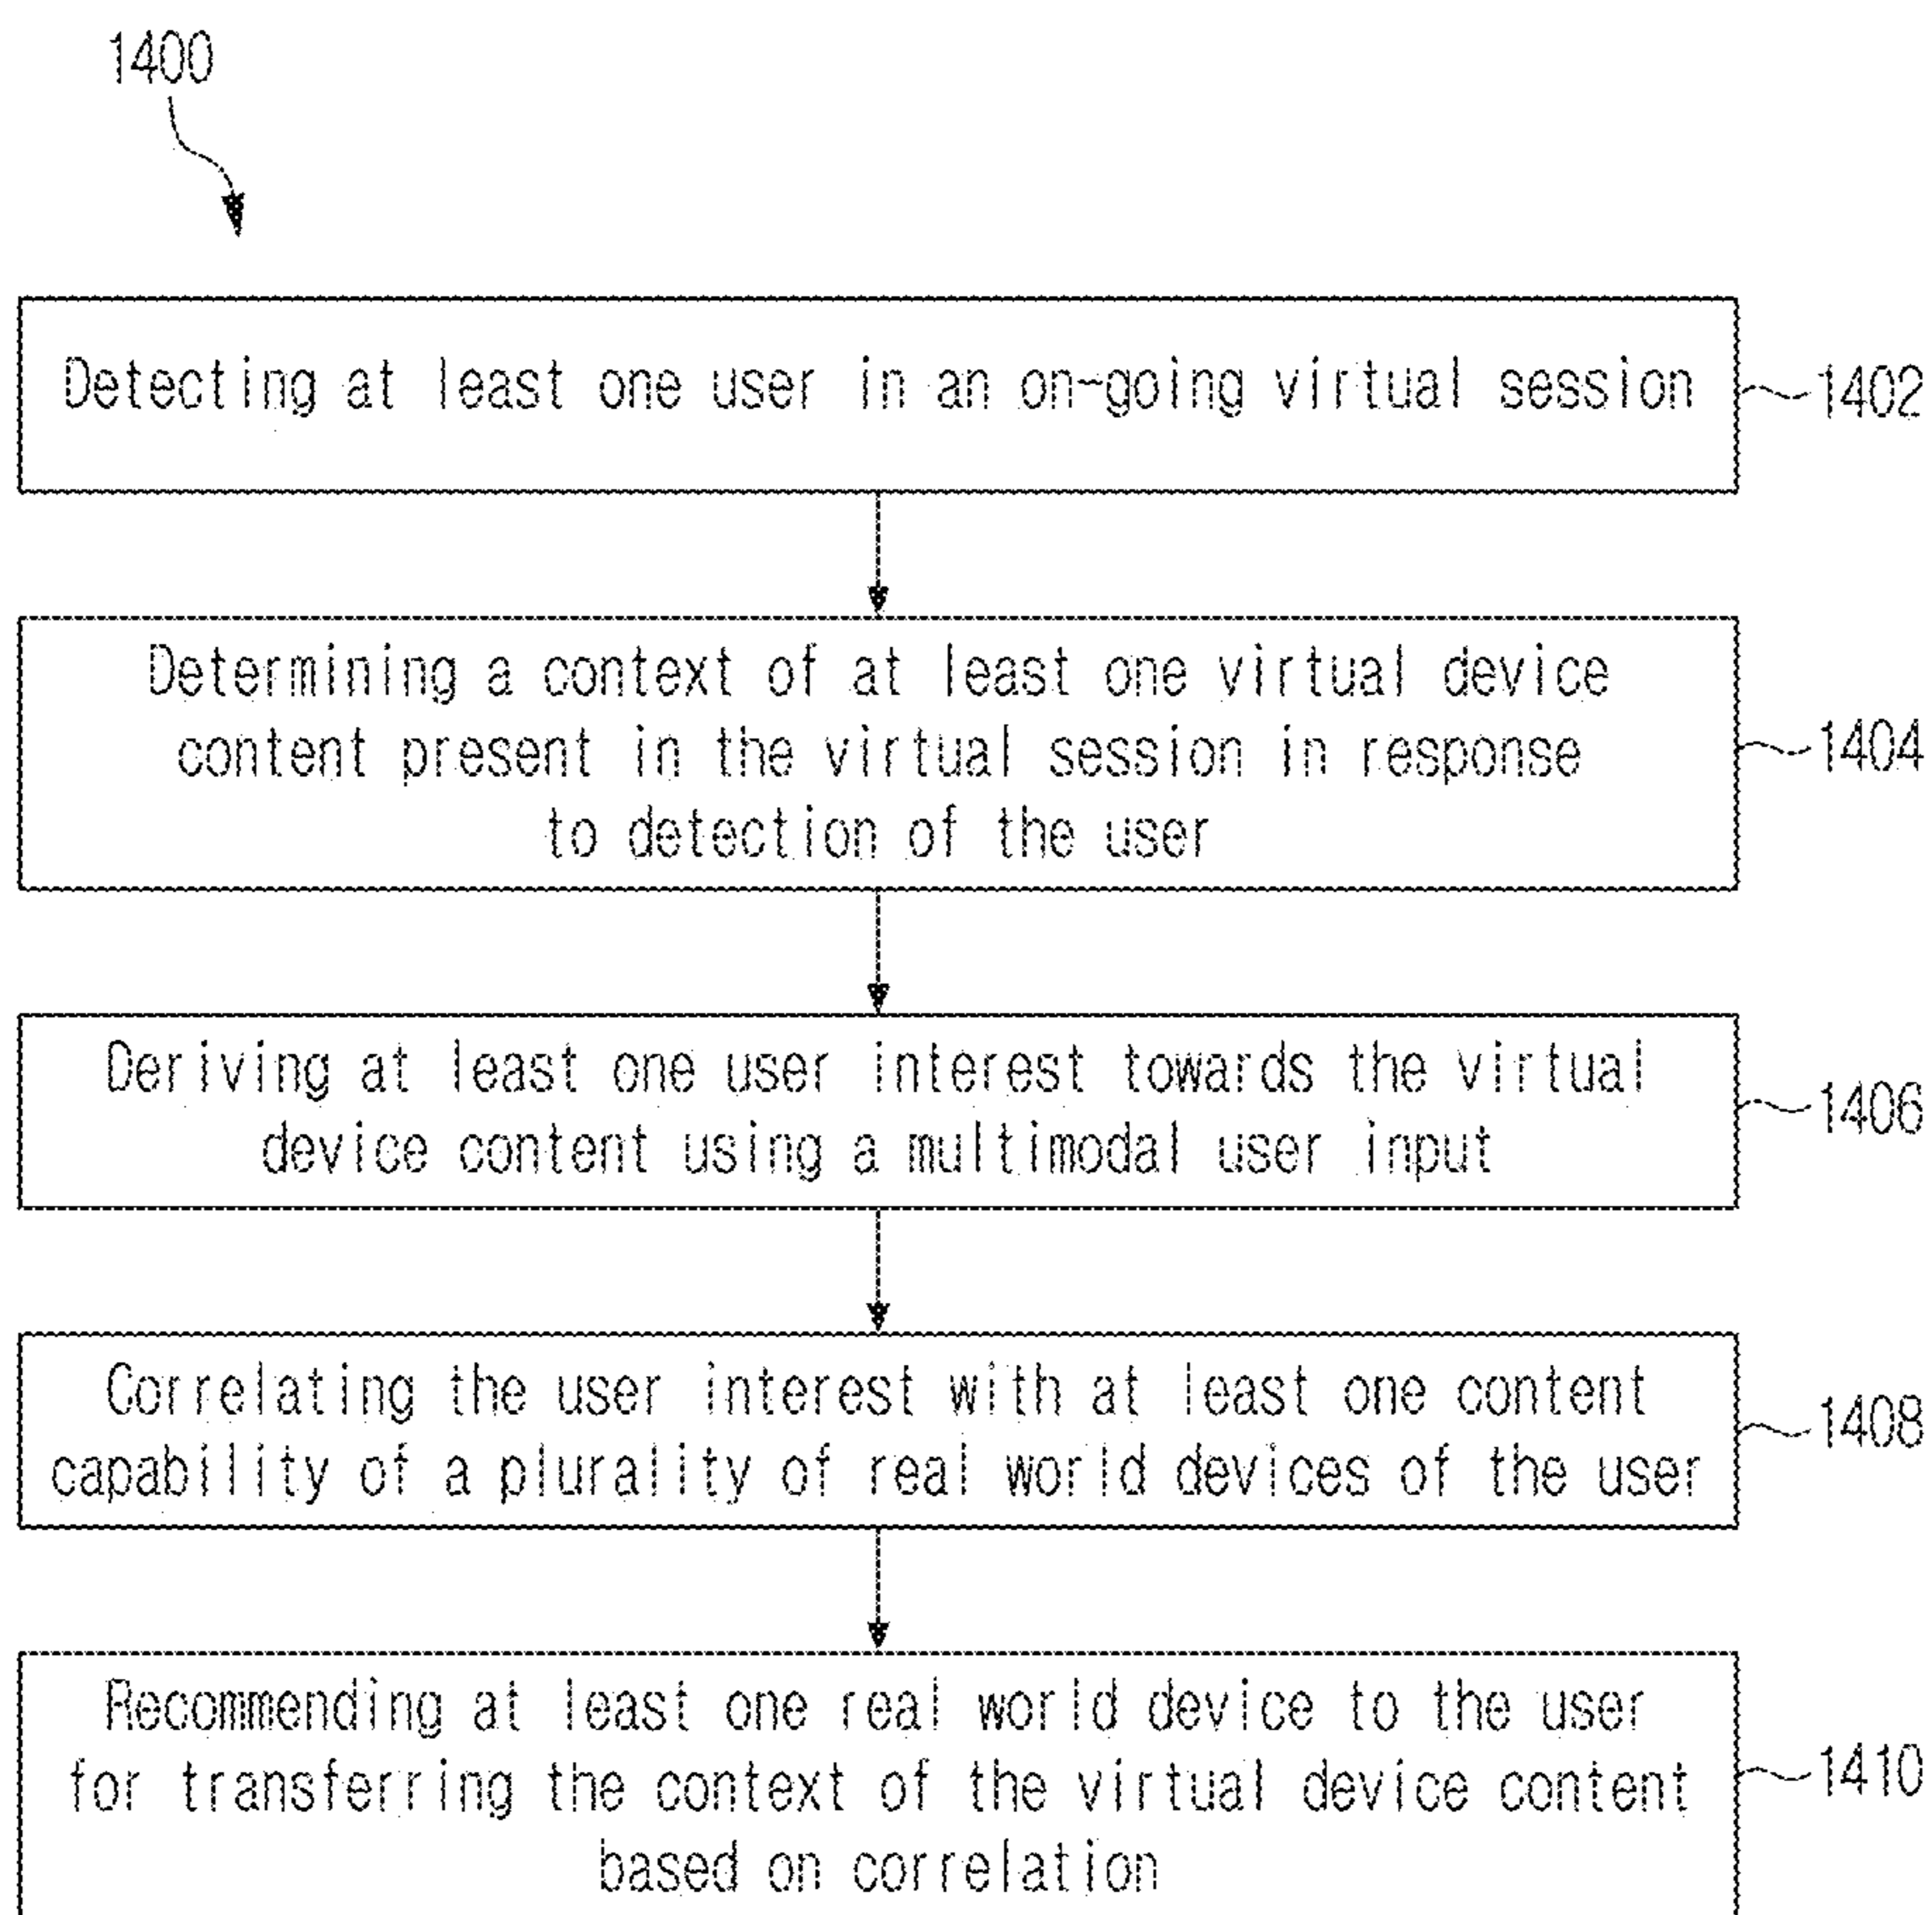 1400
Detecting at least one user in an on-going virtual session
1402
Determining a context of at least one virtual device
content present in the virtual session in response
to detection of the user
1404
Deriving at least one user interest towards the virtual
device content using a multimodal user input
1406
Correlating the user interest with at least one content
capability of a plurality of real world devices of the user
1408
Recommending at least one real world device to the user
for transferring the context of the virtual device content
based on correlation
1410